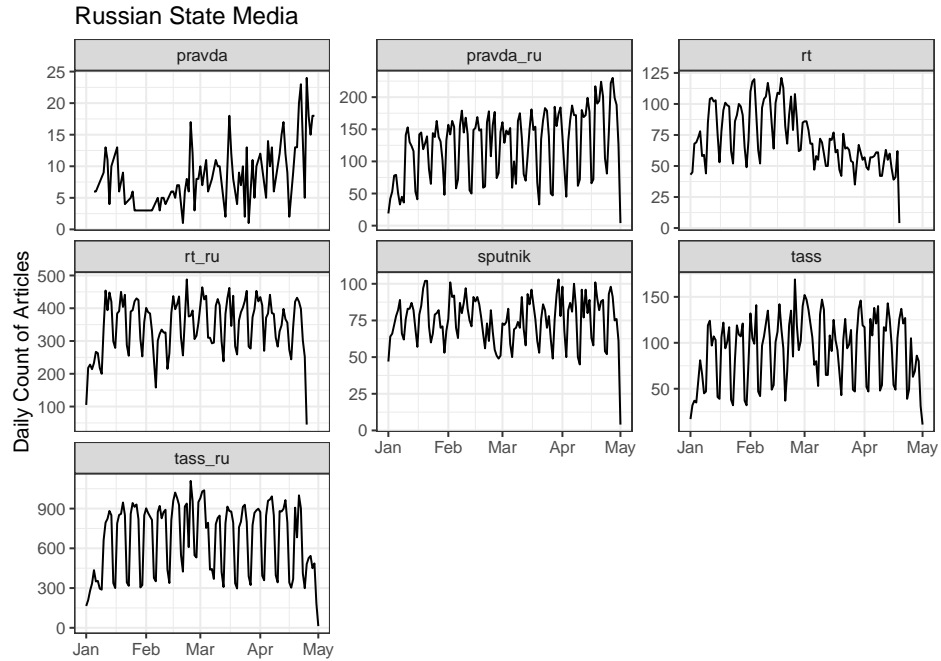 Russian State Media
pravda
pravda_ru
rt
25
20
15
10
5
0
200
150
100
50
0
125
100
75
50
25
0
Daily Count of Articles
rt_ru
sputnik
tass
500
400
300
200
100
100
75
50
25
0
150
100
50
Jan Feb Mar Apr May
Jan Feb Mar Apr May
tass_ru
900
600
300
0
Jan Feb Mar Apr May